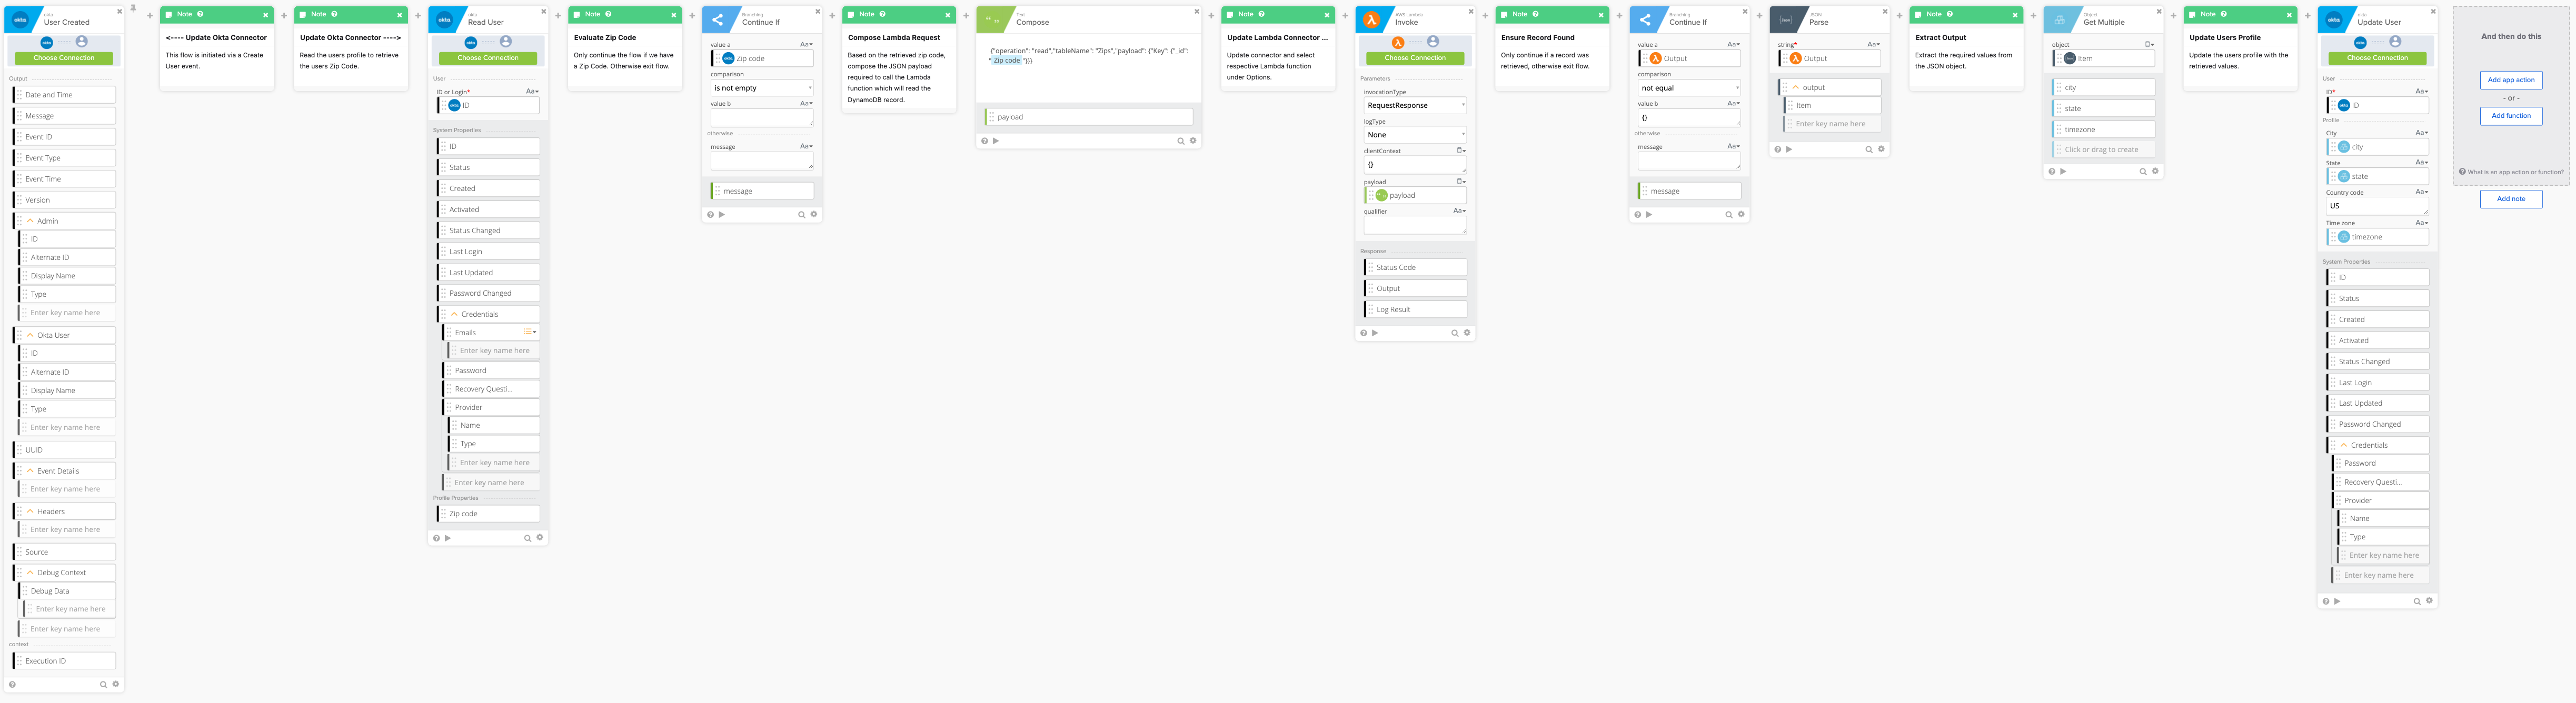 okta
User Created
Choose Connection
Output
Date and Time
Message
Event ID
Event Type
Event Time
Version
Admin
ID
Alternate ID
Display Name
Type
Enter key name here
Okta User
ID
Alternate ID
Display Name
Type
Enter key name here
UUID
Event Details
Enter key name here
Headers
Enter key name here
Source
Debug Context
Debug Data
Enter key name here
Enter key name here
context
Execution ID
Note
<---- Update Okta Connector
This flow is initiated via a Create
User event.
Note
Update Okta Connector ---->
Read the users profile to retrieve
the users Zip Code.
okta
Read User
Choose Connection
User
ID or Login*
Aa
okta ID
System Properties
ID
Status
Created
Activated
Status Changed
Last Login
Last Updated
Password Changed
Credentials
Emails
Enter key name here
Password
Recovery Questi...
Provider
Name
Type
Enter key name here
Enter key name here
Profile Properties
Zip code
Note
Evaluate Zip Code
Only continue the flow if we have
a Zip Code. Otherwise exit flow.
Branching
Continue If
value a Aa
okta Zip code
comparison
is not empty
value b Aa
otherwise
message Aa
message
Note
Compose Lambda Request
Based on the retrieved zip code,
compose the JSON payload
required to call the Lambda
function which will read the
DynamoDB record.
Text
Compose
{"operation": "read","tableName": "Zips","payload": {"Key": {"_id":
" Zip code "}}}
payload
Note
Update Lambda Connector ...
Update connector and select
respective Lambda function
under Options.
AWS Lambda
Invoke
Choose Connection
Parameters
invocationType
RequestResponse
logType
None
clientContext
{}
payload
payload
qualifier Aa
Response
Status Code
Output
Log Result
Note
Ensure Record Found
Only continue if a record was
retrieved, otherwise exit flow.
Branching
Continue If
value a Aa
Output
comparison
not equal
value b Aa
{}
otherwise
message Aa
message
JSON
Parse
string* Aa
Output
output
Item
Enter key name here
Note
Extract Output
Extract the required values from
the JSON object.
Object
Get Multiple
object
Item
city
state
timezone
Click or drag to create
Note
Update Users Profile
Update the users profile with the
retrieved values.
okta
Update User
Choose Connection
User
ID* Aa
okta ID
Profile
City Aa
city
State Aa
state
Country code Aa
US
Time zone Aa
timezone
System Properties
ID
Status
Created
Activated
Status Changed
Last Login
Last Updated
Password Changed
Credentials
Password
Recovery Questi...
Provider
Name
Type
Enter key name here
Enter key name here
And then do this
Add app action
- or -
Add function
What is an app action or function?
Add note